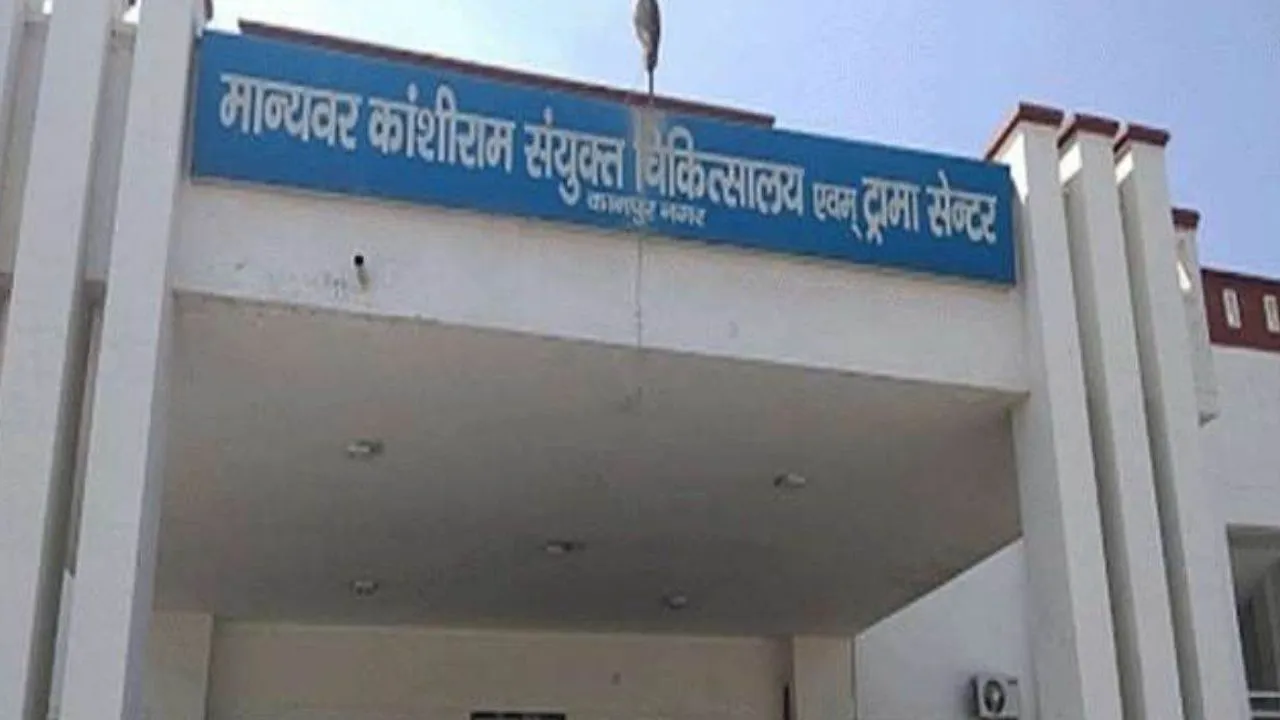 मान्यवर कांशीराम संयुक्त चिकित्सालय एवम् ट्रामा सेन्टर
कानपुर नगर